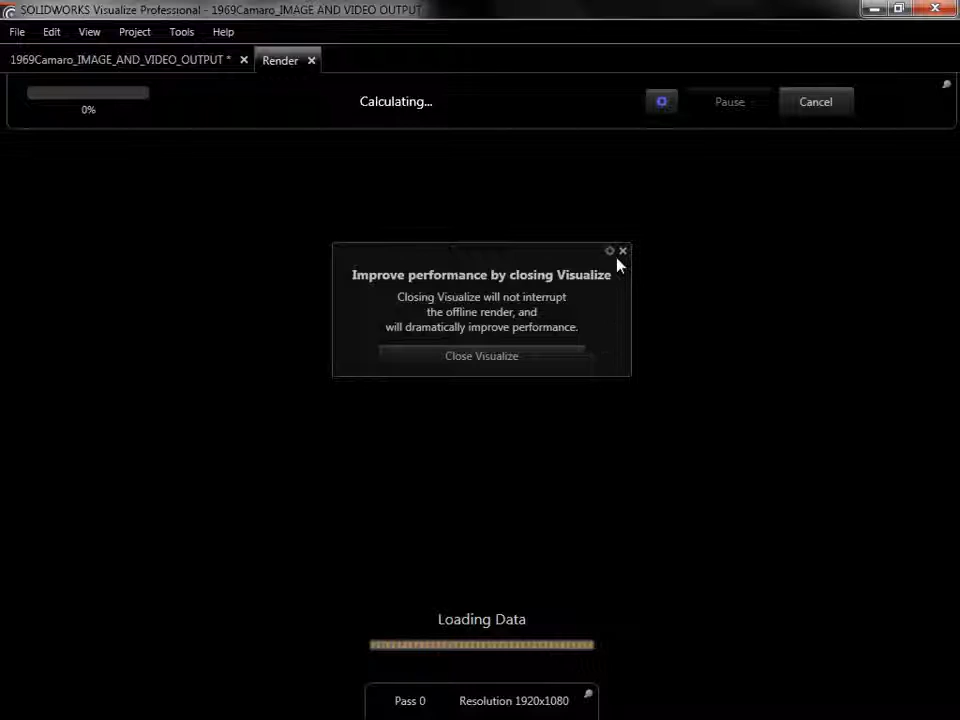 SOLIDWORKS Visualize Professional - 1969Camaro_IMAGE AND VIDEO OUTPUT
File Edit View Project Tools Help
1969Camaro_IMAGE_AND_VIDEO_OUTPUT * Render
0%
Calculating...
Pause
Cancel
Improve performance by closing Visualize
Closing Visualize will not interrupt
the offline render, and
will dramatically improve performance.
Close Visualize
Loading Data
Pass 0 Resolution 1920x1080